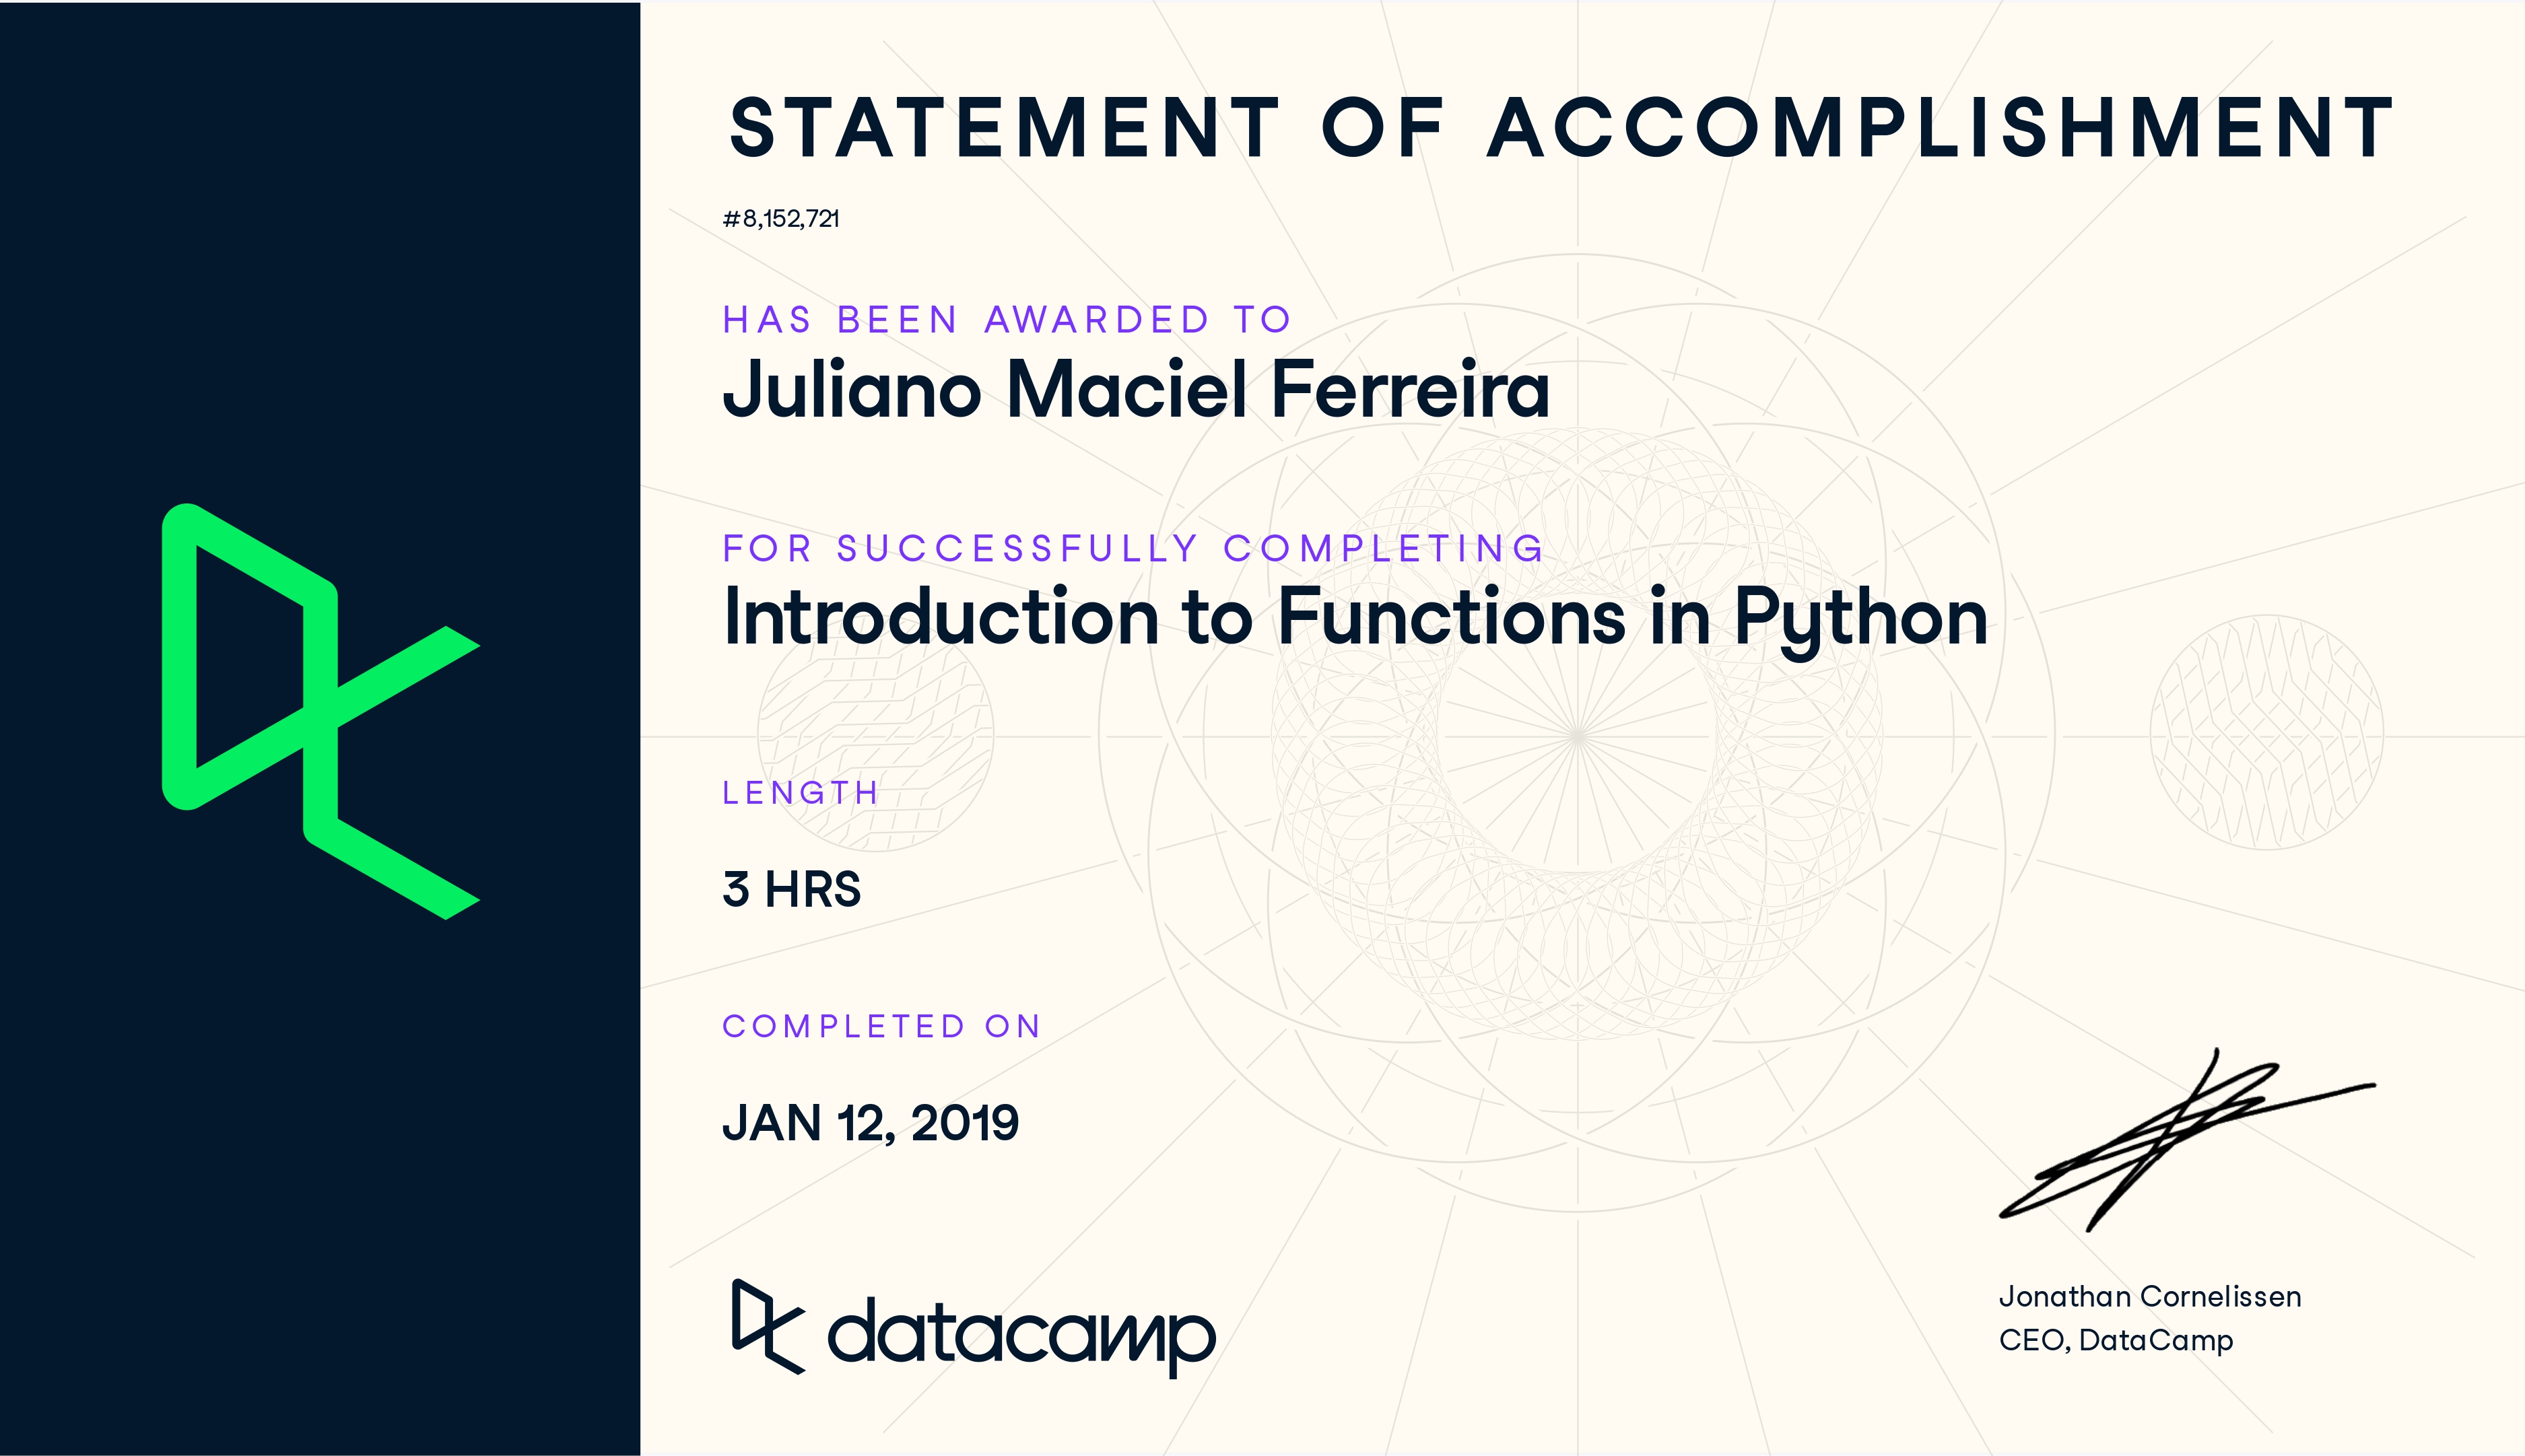 STATEMENT OF ACCOMPLISHMENT
#8,152,721
HAS BEEN AWARDED TO
Juliano Maciel Ferreira
FOR SUCCESSFULLY COMPLETING
Introduction to Functions in Python
LENGTH
3 HRS
COMPLETED ON
JAN 12, 2019
datacamp
Jonathan Cornelissen
CEO, DataCamp